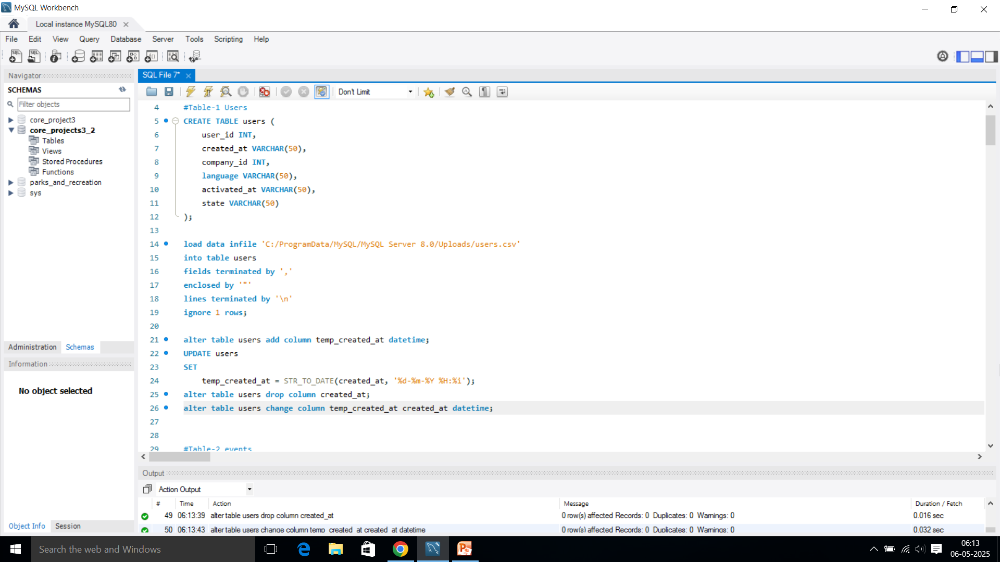 MySQL Workbench
Local instance MySQL80
File Edit View Query Database Server Tools Scripting Help
Navigator
SCHEMAS
Filter objects
core_project3
core_projects3_2
Tables
Views
Stored Procedures
Functions
parks_and_recreation
sys
Administration Schemas
Information
No object selected
Object Info Session
SQL File 7*
Don't Limit
4 #Table-1 Users
5 CREATE TABLE users (
6 user_id INT,
7 created_at VARCHAR(50),
8 company_id INT,
9 language VARCHAR(50),
10 activated_at VARCHAR(50),
11 state VARCHAR(50)
12 );
13
14 load data infile 'C:/ProgramData/MySQL/MySQL Server 8.0/Uploads/users.csv'
15 into table users
16 fields terminated by ','
17 enclosed by '"'
18 lines terminated by '\n'
19 ignore 1 rows;
20
21 alter table users add column temp_created_at datetime;
22 UPDATE users
23 SET
24 temp_created_at = STR_TO_DATE(created_at, '%d-%m-%Y %H:%i');
25 alter table users drop column created_at;
26 alter table users change column temp_created_at created_at datetime;
27
28
29 #Table-2 events
Output
Action Output
# Time Action Message Duration / Fetch
49 06:13:39 alter table users drop column created_at 0 row(s) affected Records: 0 Duplicates: 0 Warnings: 0 0.016 sec
50 06:13:43 alter table users change column temp_created_at created_at datetime 0 row(s) affected Records: 0 Duplicates: 0 Warnings: 0 0.032 sec
Search the web and Windows
06:13
06-05-2025